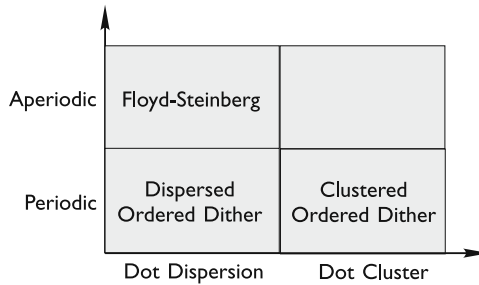 Aperiodic
Floyd-Steinberg
Periodic
Dispersed
Ordered Dither
Clustered
Ordered Dither
Dot Dispersion
Dot Cluster